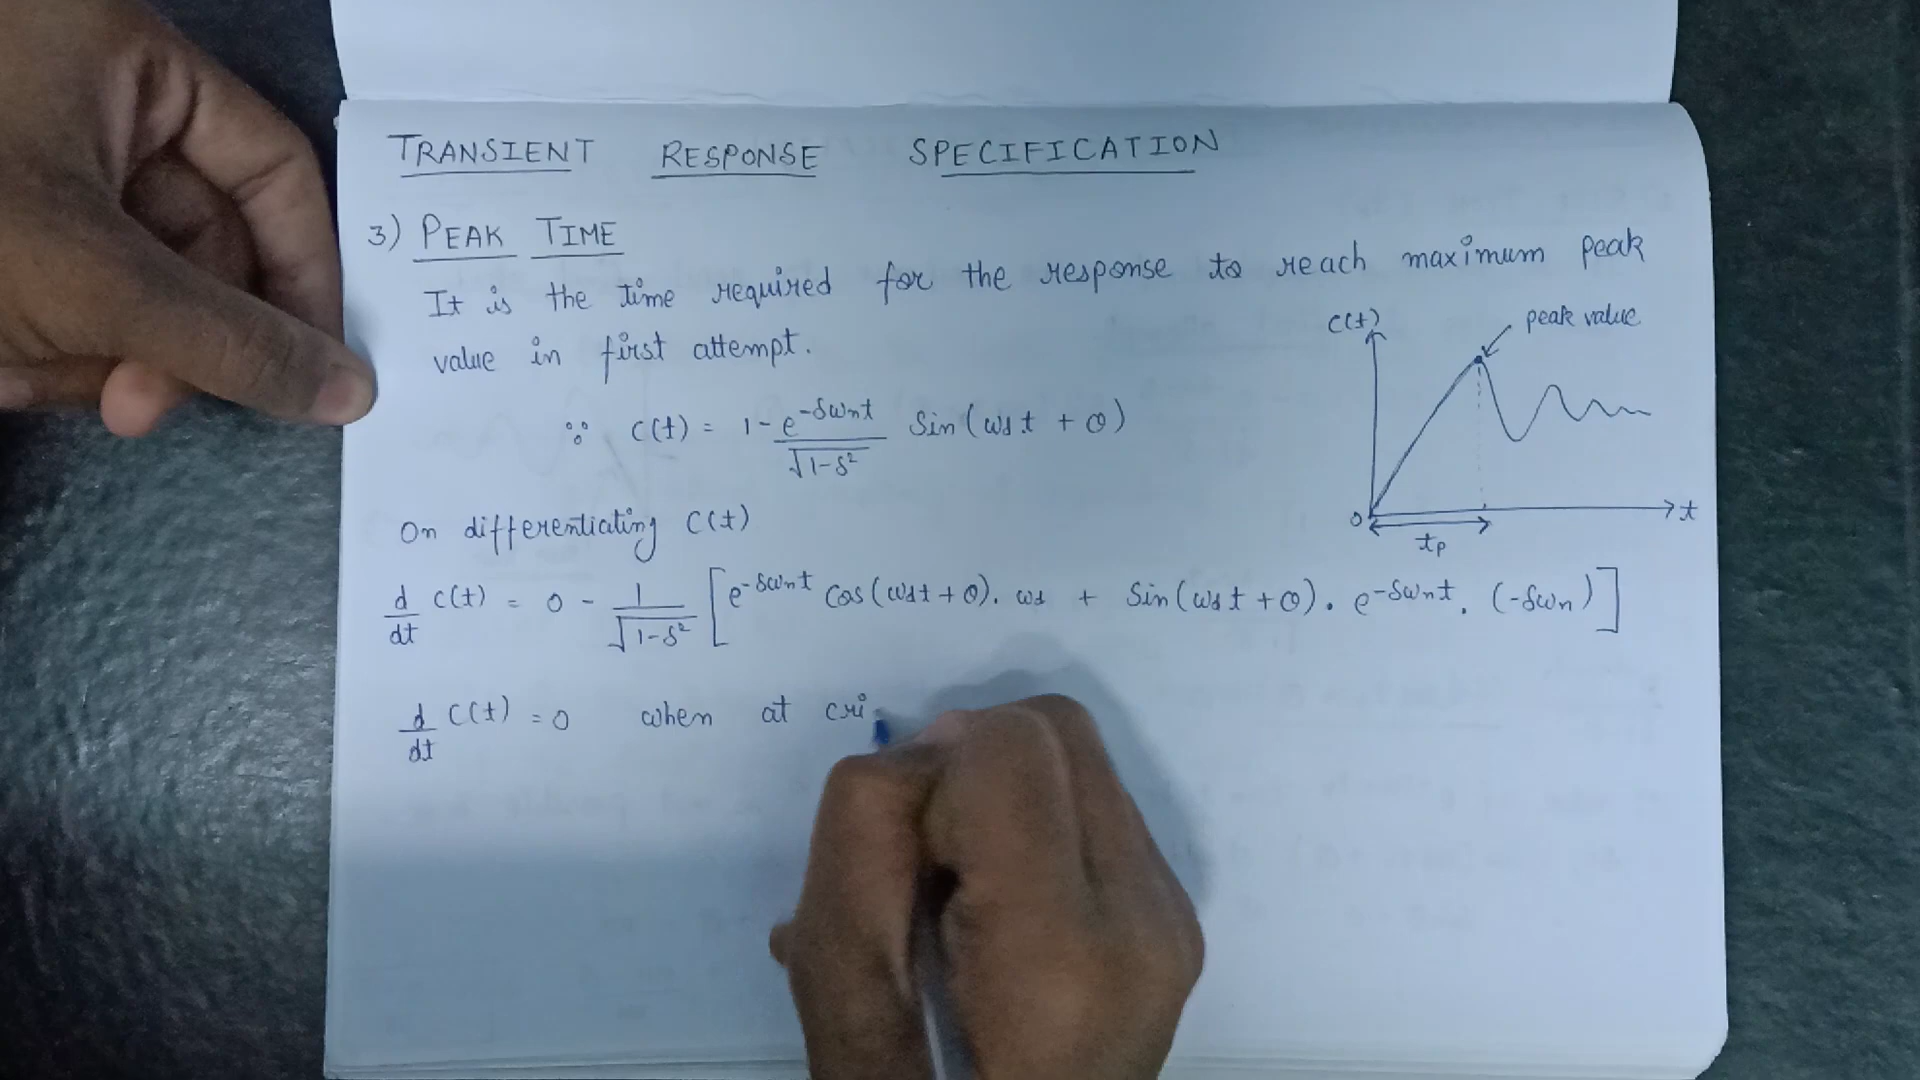 TRANSIENT RESPONSE SPECIFICATION
3) PEAK TIME
It is the time required for the response to reach maximum peak
value in first attempt.
C(t)
peak value
0
t
tp
∵ C(t) = 1 - e^-δωnt / √1-δ² Sin(ωdt + θ)
On differentiating C(t)
d/dt C(t) = 0 - 1/√1-δ² [e^-δωnt Cos(ωdt + θ). ωd + Sin(ωdt + θ). e^-δωnt. (-δωn)]
d/dt C(t) = 0 when at cri